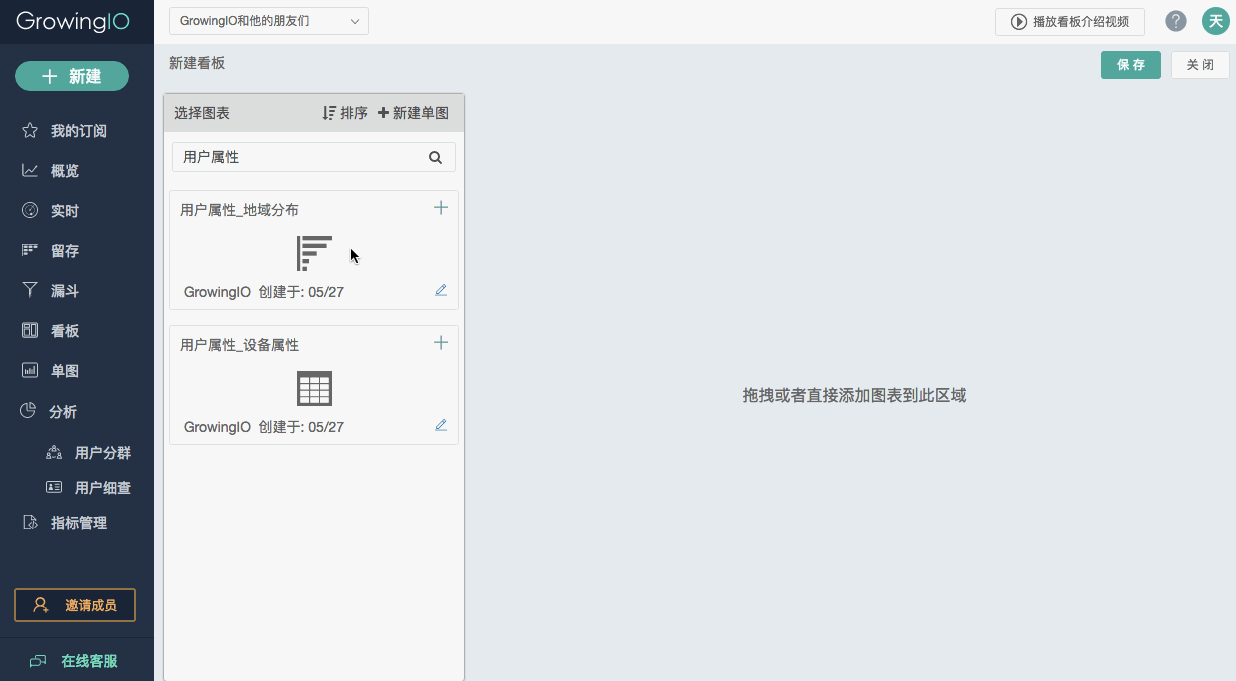 GrowingIO
GrowingIO和他的朋友们
播放看板介绍视频
?
天
新建
我的订阅
概览
实时
留存
漏斗
看板
单图
分析
用户分群
用户细查
指标管理
邀请成员
在线客服
新建看板
保存
关闭
选择图表
排序
新建单图
用户属性
用户属性_地域分布
GrowingIO 创建于: 05/27
用户属性_设备属性
GrowingIO 创建于: 05/27
拖拽或者直接添加图表到此区域